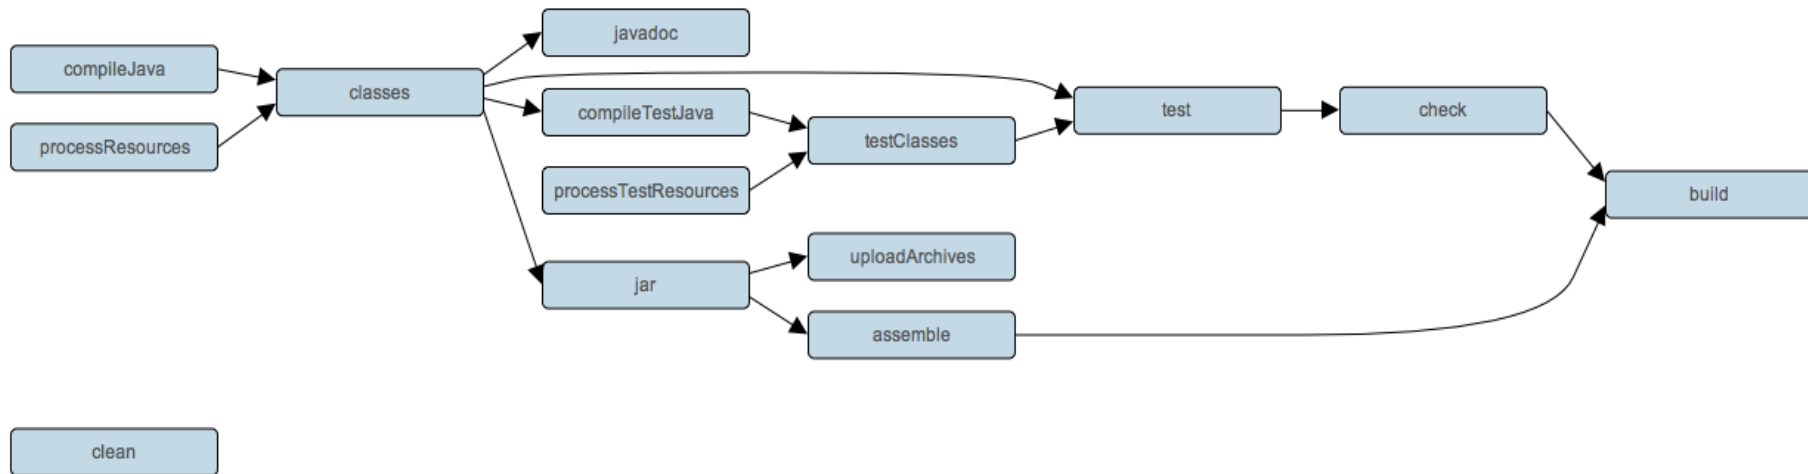 compileJava
processResources
classes
javadoc
compileTestJava
processTestResources
testClasses
jar
uploadArchives
assemble
test
check
build
clean